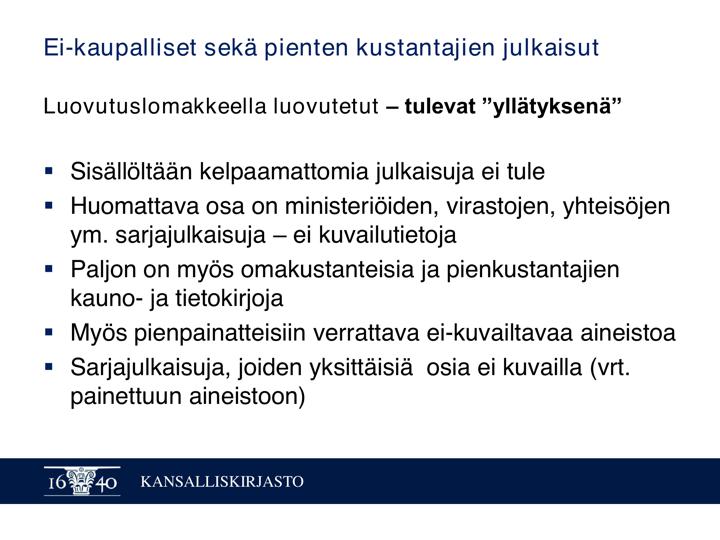 Ei-kaupalliset sekä pienten kustantajien julkaisut
Luovutuslomakkeella luovutetut – tulevat ”yllätyksenä”
▪ Sisällöltään kelpaamattomia julkaisuja ei tule
▪ Huomattava osa on ministeriöiden, virastojen, yhteisöjen
ym. sarjajulkaisuja – ei kuvailutietoja
▪ Paljon on myös omakustanteisia ja pienkustantajien
kauno- ja tietokirjoja
▪ Myös pienpainatteisiin verrattava ei-kuvailtavaa aineistoa
▪ Sarjajulkaisuja, joiden yksittäisiä  osia ei kuvailla (vrt.
painettuun aineistoon)
1640 KANSALLISKIRJASTO